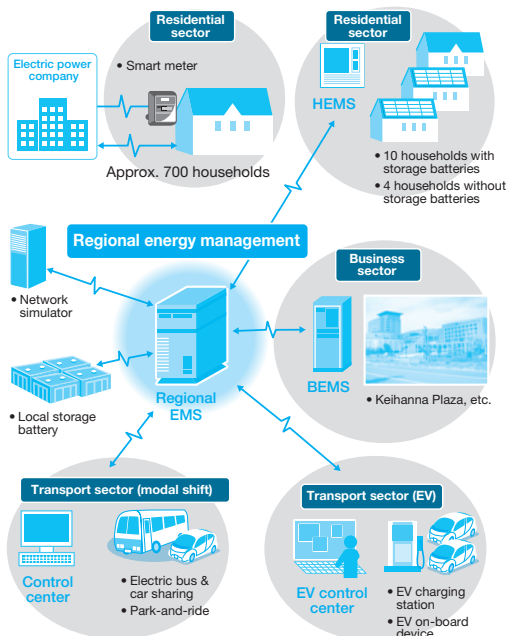 Residential
sector
Electric power
company
• Smart meter
Approx. 700 households
Residential
sector
HEMS
• 10 households with
storage batteries
• 4 households without
storage batteries
Regional energy management
• Network
simulator
• Local storage
battery
Regional
EMS
Business
sector
BEMS
• Keihanna Plaza, etc.
Transport sector (modal shift)
Control
center
• Electric bus &
car sharing
• Park-and-ride
Transport sector (EV)
EV control
center
• EV charging
station
• EV on-board
device